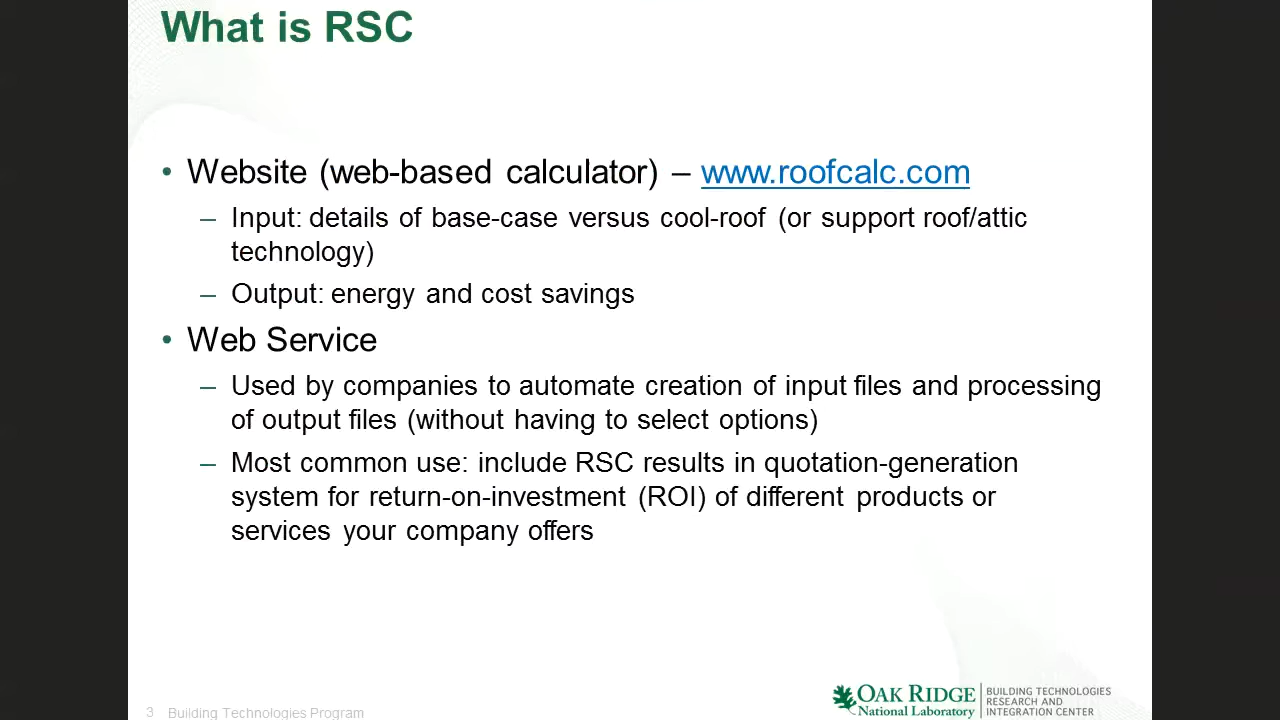 What is RSC
• Website (web-based calculator) – www.roofcalc.com
– Input: details of base-case versus cool-roof (or support roof/attic
technology)
– Output: energy and cost savings
• Web Service
– Used by companies to automate creation of input files and processing
of output files (without having to select options)
– Most common use: include RSC results in quotation-generation
system for return-on-investment (ROI) of different products or
services your company offers
3 Building Technologies Program
OAK RIDGE
National Laboratory
BUILDING TECHNOLOGIES
RESEARCH AND
INTEGRATION CENTER